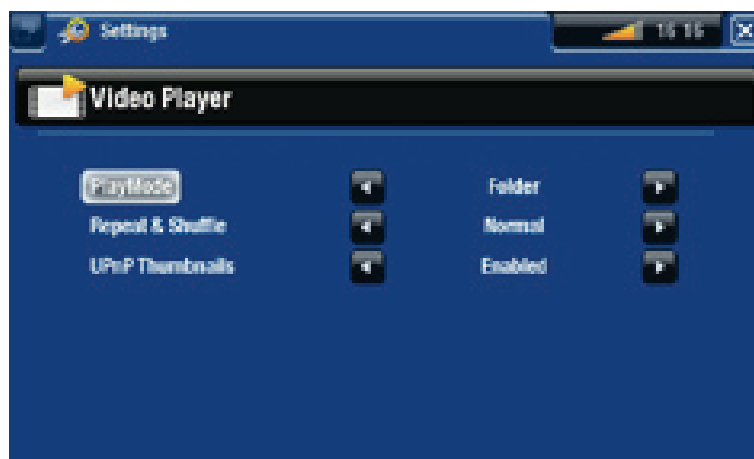 Settings 16 16
Video Player
PlayMode Folder
Repeat & Shuffle Normal
UPnP Thumbnails Enabled